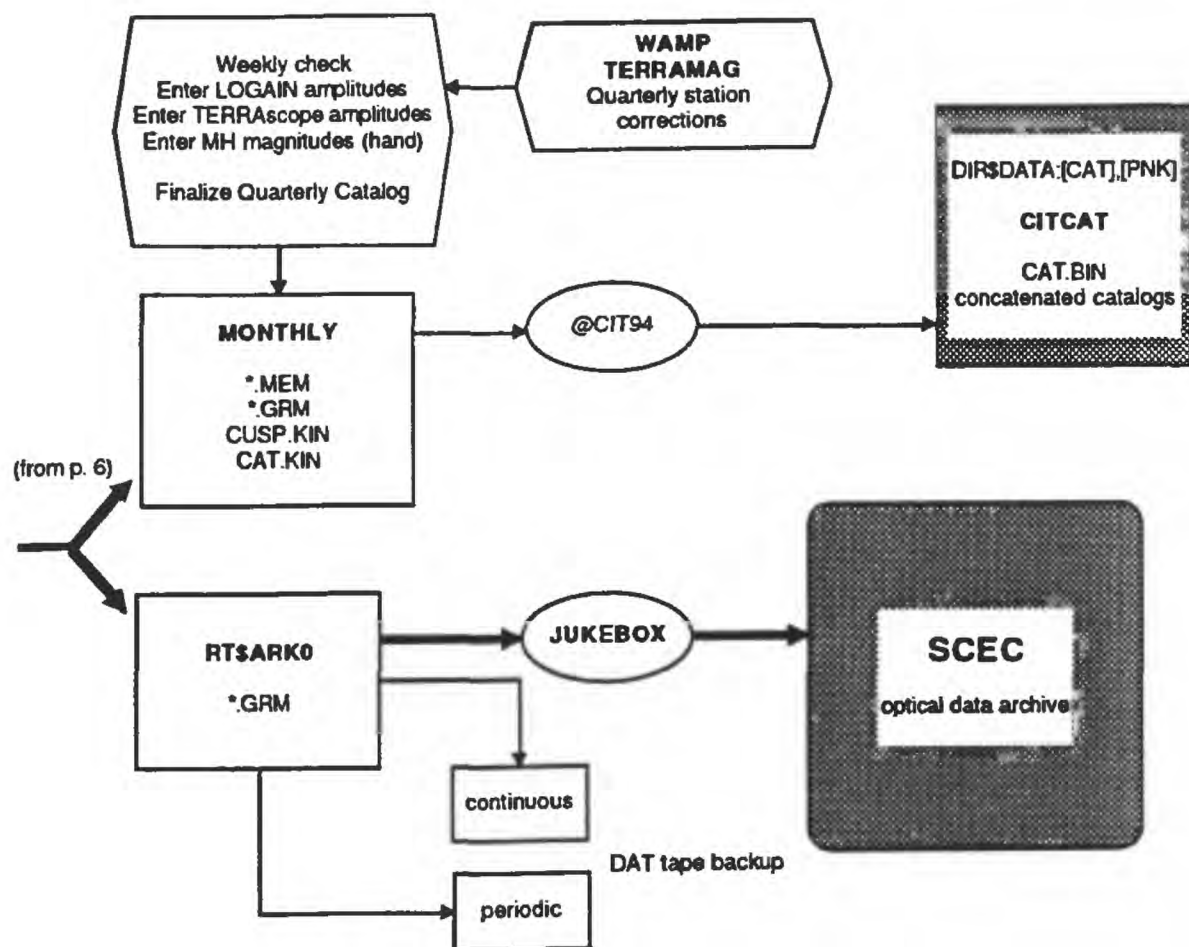 Weekly check
Enter LOGAIN amplitudes
Enter TERRAscope amplitudes
Enter MH magnitudes (hand)
Finalize Quarterly Catalog
WAMP
TERRAMAG
Quarterly station
corrections
DIR$DATA:[CAT],[PNK]
CITCAT
CAT.BIN
concatenated catalogs
MONTHLY
*.MEM
*.GRM
CUSP.KIN
CAT.KIN
@CIT94
(from p. 6)
RT$ARK0
*.GRM
JUKEBOX
SCEC
optical data archive
continuous
DAT tape backup
periodic